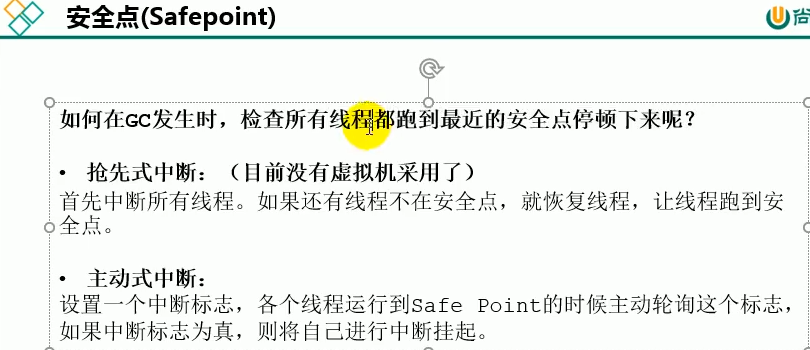 安全点(Safepoint)
尚
如何在GC发生时，检查所有线程都跑到最近的安全点停顿下来呢？
• 抢先式中断：（目前没有虚拟机采用了）
首先中断所有线程。如果还有线程不在安全点，就恢复线程，让线程跑到安
全点。
• 主动式中断：
设置一个中断标志，各个线程运行到Safe Point的时候主动轮询这个标志，
如果中断标志为真，则将自己进行中断挂起。